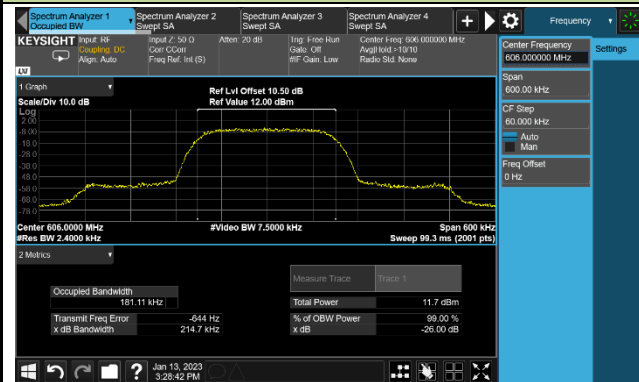 Spectrum Analyzer 1
Occupied BW
Spectrum Analyzer 2
Swept SA
Spectrum Analyzer 3
Swept SA
Spectrum Analyzer 4
Swept SA
Frequency
KEYSIGHT
Input: RF
Coupling: DC
Align: Auto
Input Z: 50 Ω
Corr CCorr
Freq Ref: Int (S)
Atten: 20 dB
Trig: Free Run
Gate: Off
#IF Gain: Low
Center Freq: 606.000000 MHz
Avg|Hold:>10/10
Radio Std: None
LXI
Center Frequency
606.000000 MHz
Settings
Span
600.00 kHz
CF Step
60.000 kHz
Auto
Man
Freq Offset
0 Hz
1 Graph
Scale/Div 10.0 dB
Ref Lvl Offset 10.50 dB
Ref Value 12.00 dBm
Log
2.00
-8.00
-18.0
-28.0
-38.0
-48.0
-58.0
-68.0
-78.0
Center 606.0000 MHz
#Video BW 7.5000 kHz
Span 600 kHz
#Res BW 2.4000 kHz
Sweep 99.3 ms (2001 pts)
2 Metrics
Measure Trace
Trace 1
Occupied Bandwidth
181.11 kHz
Total Power
11.7 dBm
Transmit Freq Error
-644 Hz
% of OBW Power
99.00 %
x dB Bandwidth
214.7 kHz
x dB
-26.00 dB
Jan 13, 2023
3:28:42 PM